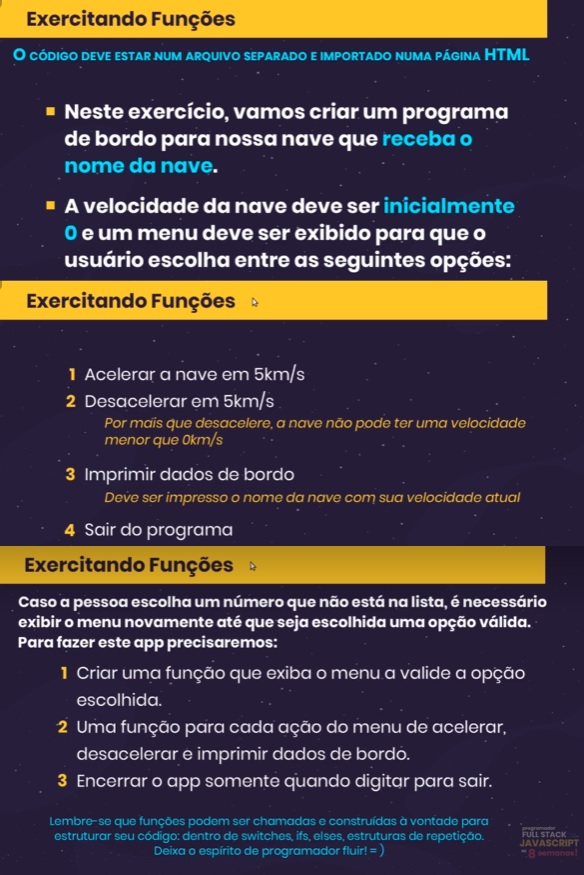 Exercitando Funções
O CÓDIGO DEVE ESTAR NUM ARQUIVO SEPARADO E IMPORTADO NUMA PÁGINA HTML
Neste exercício, vamos criar um programa
de bordo para nossa nave que receba o
nome da nave.
A velocidade da nave deve ser inicialmente
0 e um menu deve ser exibido para que o
usuário escolha entre as seguintes opções:
Exercitando Funções
1 Acelerar a nave em 5km/s
2 Desacelerar em 5km/s
Por mais que desacelere, a nave não pode ter uma velocidade
menor que 0km/s
3 Imprimir dados de bordo
Deve ser impresso o nome da nave com sua velocidade atual
4 Sair do programa
Exercitando Funções
Caso a pessoa escolha um número que não está na lista, é necessário
exibir o menu novamente até que seja escolhida uma opção válida.
Para fazer este app precisaremos:
1 Criar uma função que exiba o menu a valide a opção
escolhida.
2 Uma função para cada ação do menu de acelerar,
desacelerar e imprimir dados de bordo.
3 Encerrar o app somente quando digitar para sair.
Lembre-se que funções podem ser chamadas e construídas à vontade para
estruturar seu código: dentro de switches, ifs, elses, estruturas de repetição.
Deixa o espírito de programador fluir! = )
programador
FULL STACK
JAVASCRIPT
em 8 semanas!